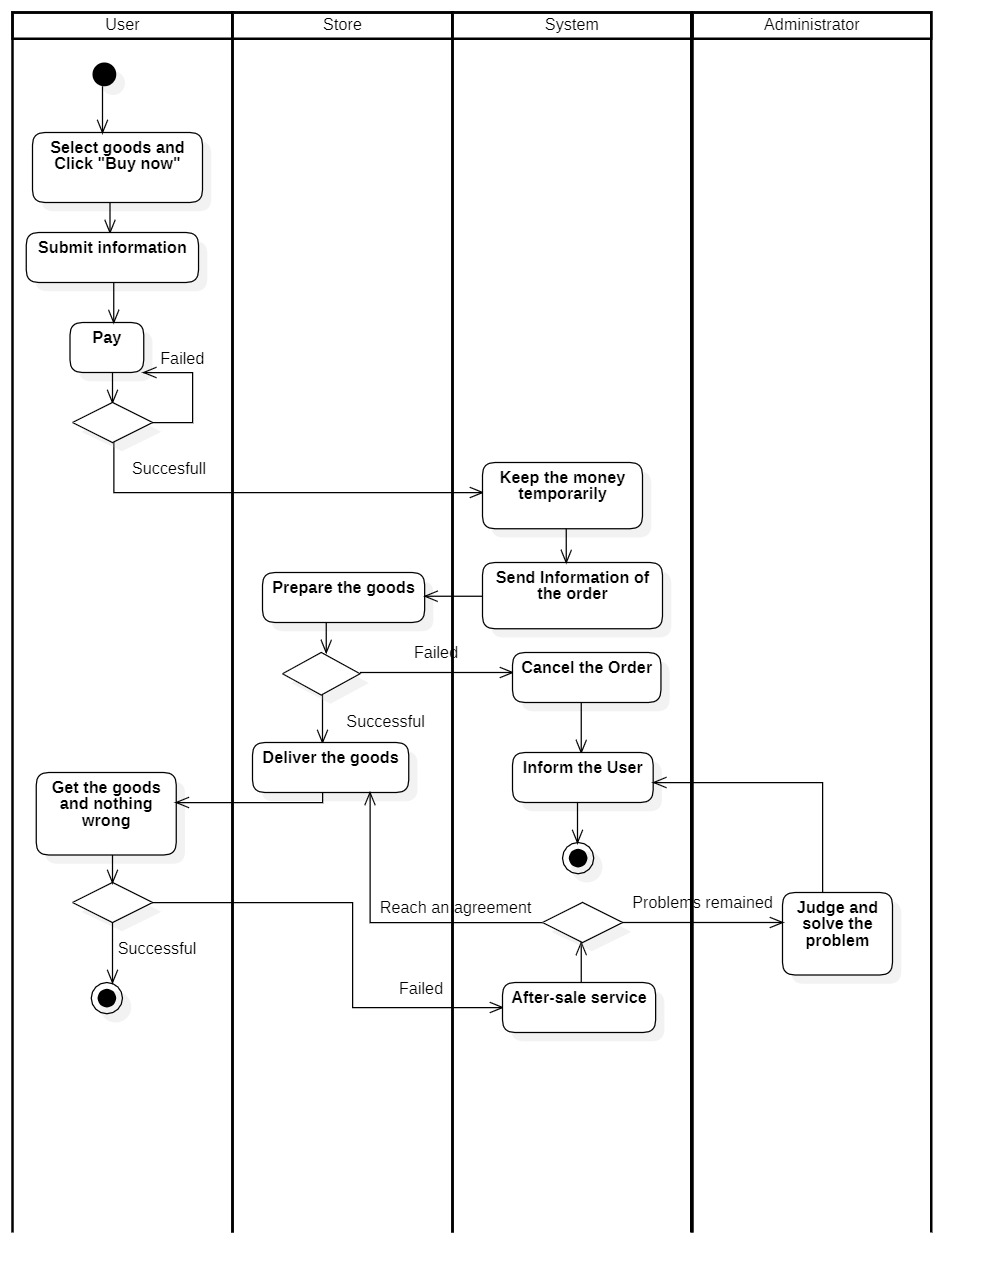 User
Store
System
Administrator
Select goods and
Click "Buy now"
Submit information
Pay
Failed
Succesfull
Keep the money
temporarily
Send Information of
the order
Prepare the goods
Failed
Cancel the Order
Successful
Deliver the goods
Inform the User
Get the goods
and nothing
wrong
Reach an agreement
Problems remained
Judge and
solve the
problem
Successful
Failed
After-sale service